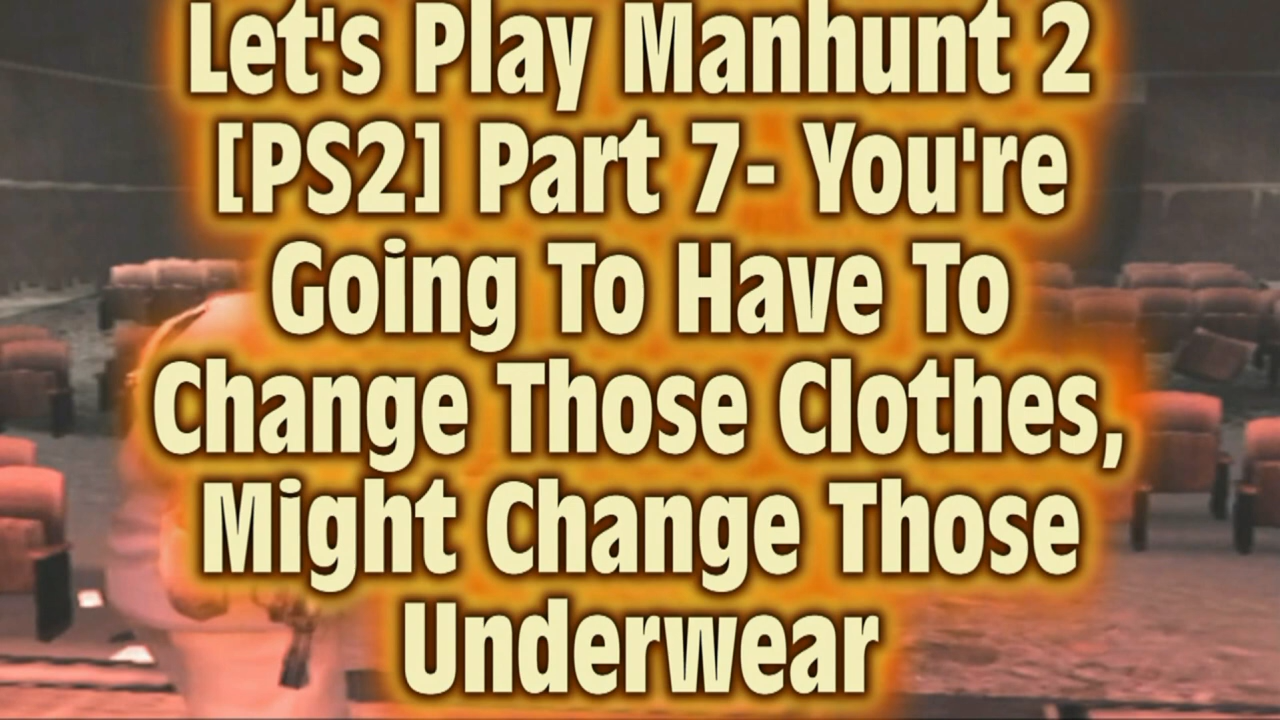 Let's Play Manhunt 2
[PS2] Part 7- You're
Going To Have To
Change Those Clothes,
Might Change Those
Underwear